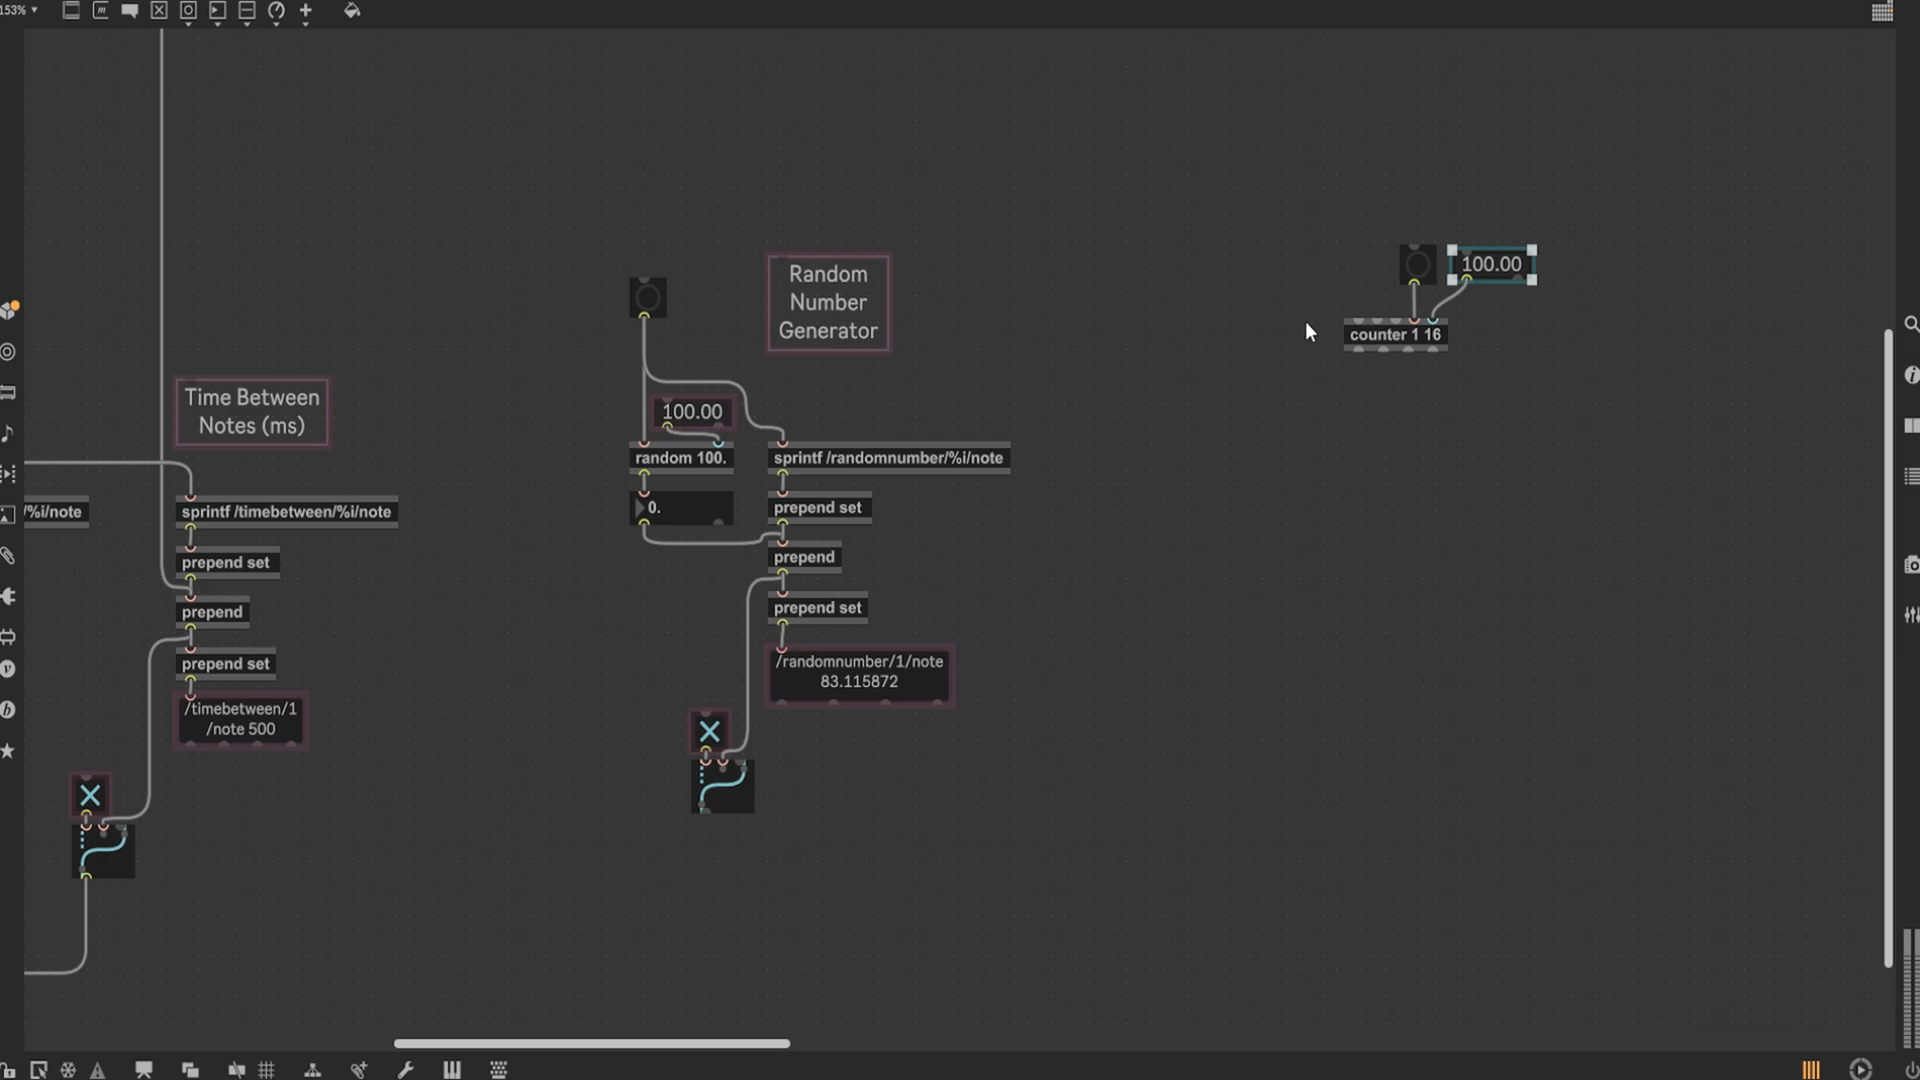 153%
Random
Number
Generator
100.00
counter 1 16
Time Between
Notes (ms)
100.00
random 100.
sprintf /randomnumber/%i/note
/%i/note
sprintf /timebetween/%i/note
0.
prepend set
prepend set
prepend
prepend
prepend set
prepend set
/randomnumber/1/note
83.115872
/timebetween/1
/note 500